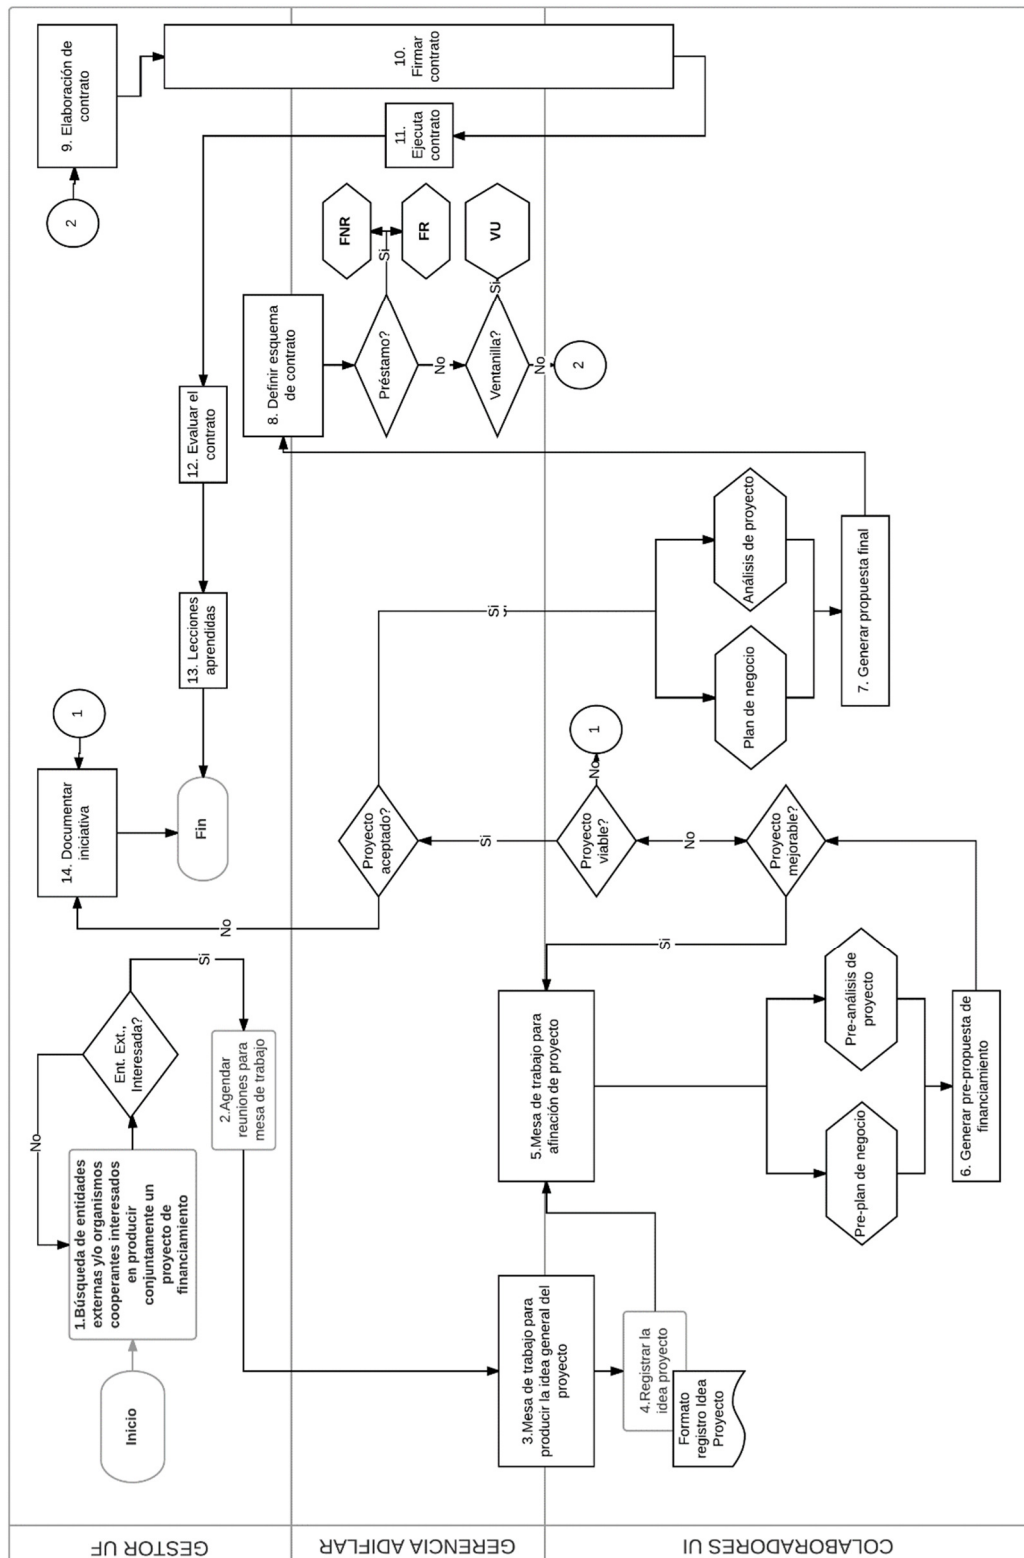 GESTOR UF
GERENCIA ADIFLAR
COLABORADORES UI
Inicio
1.Búsqueda de entidades
externas y/o organismos
cooperantes interesados
en producir
conjuntamente un
proyecto de
financiamiento
No
Ent. Ext.,
Interesada?
Si
2.Agendar
reuniones para
mesa de trabajo
3.Mesa de trabajo para
producir la idea general del
proyecto
4.Registrar la
idea proyecto
Formato
registro Idea
Proyecto
5.Mesa de trabajo para
afinación de proyecto
Pre-plan de negocio
Pre-análisis de
proyecto
6. Generar pre-propuesta de
financiamiento
Proyecto
mejorable?
Si
No
Proyecto
viable?
No
1
Si
Proyecto
aceptado?
No
Si
14. Documentar
iniciativa
1
Fin
Plan de negocio
Análisis de proyecto
7. Generar propuesta final
8. Definir esquema
de contrato
Préstamo?
Si
FNR
FR
No
Ventanilla?
Si
VU
No
2
2
9. Elaboración de
contrato
10.
Firmar
contrato
11.
Ejecuta
contrato
12. Evaluar el
contrato
13. Lecciones
aprendidas